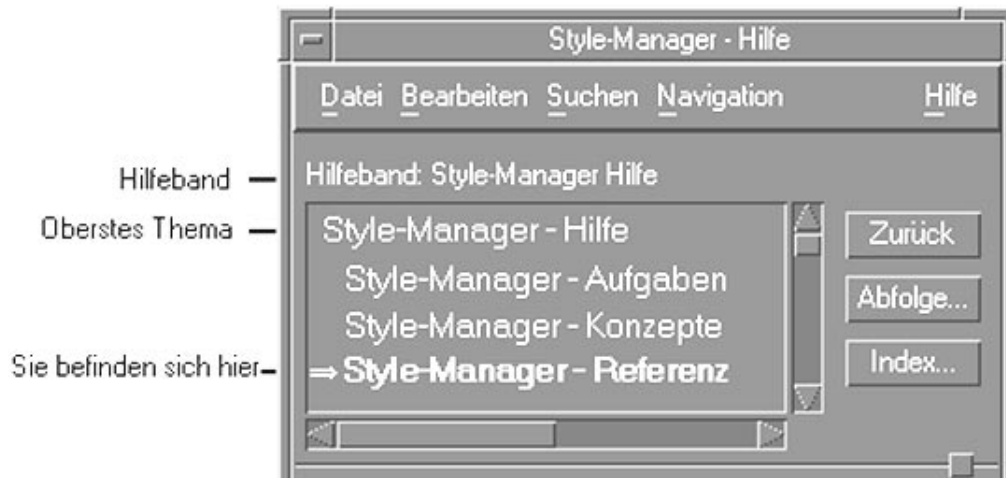 Style-Manager - Hilfe
Datei Bearbeiten Suchen Navigation Hilfe
Hilfeband
Hilfeband: Style-Manager Hilfe
Oberstes Thema
Style-Manager - Hilfe
Zurück
Style-Manager - Aufgaben
Abfolge...
Style-Manager - Konzepte
Sie befinden sich hier
⇒ Style-Manager - Referenz
Index...